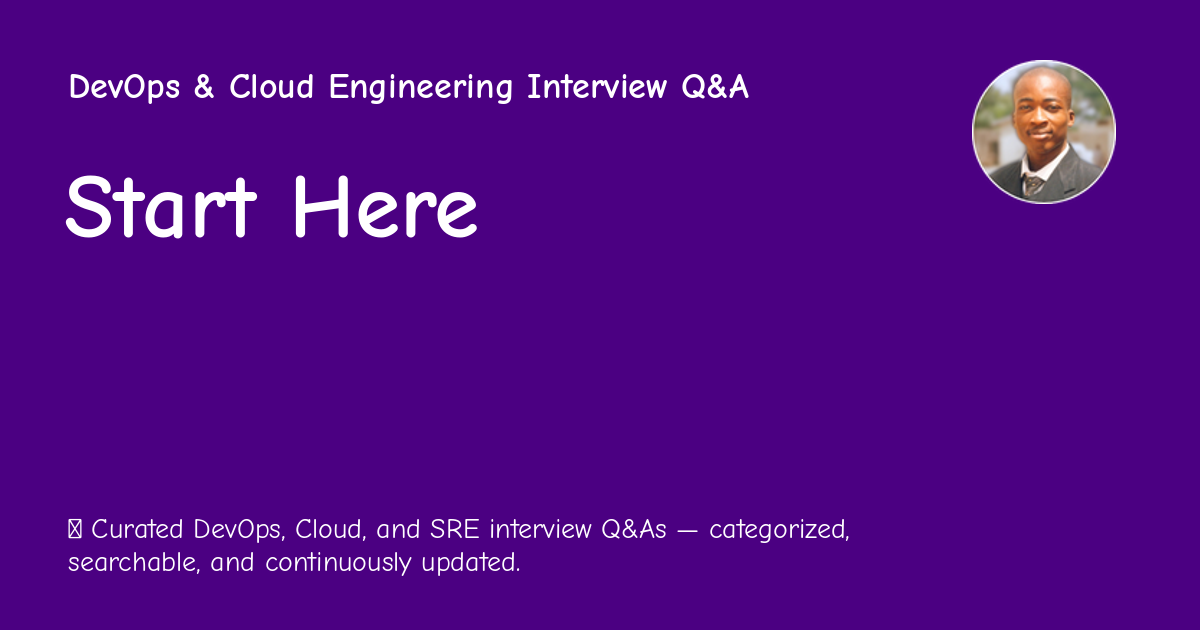 DevOps & Cloud Engineering Interview Q&A
Start Here
Curated DevOps, Cloud, and SRE interview Q&As — categorized,
searchable, and continuously updated.